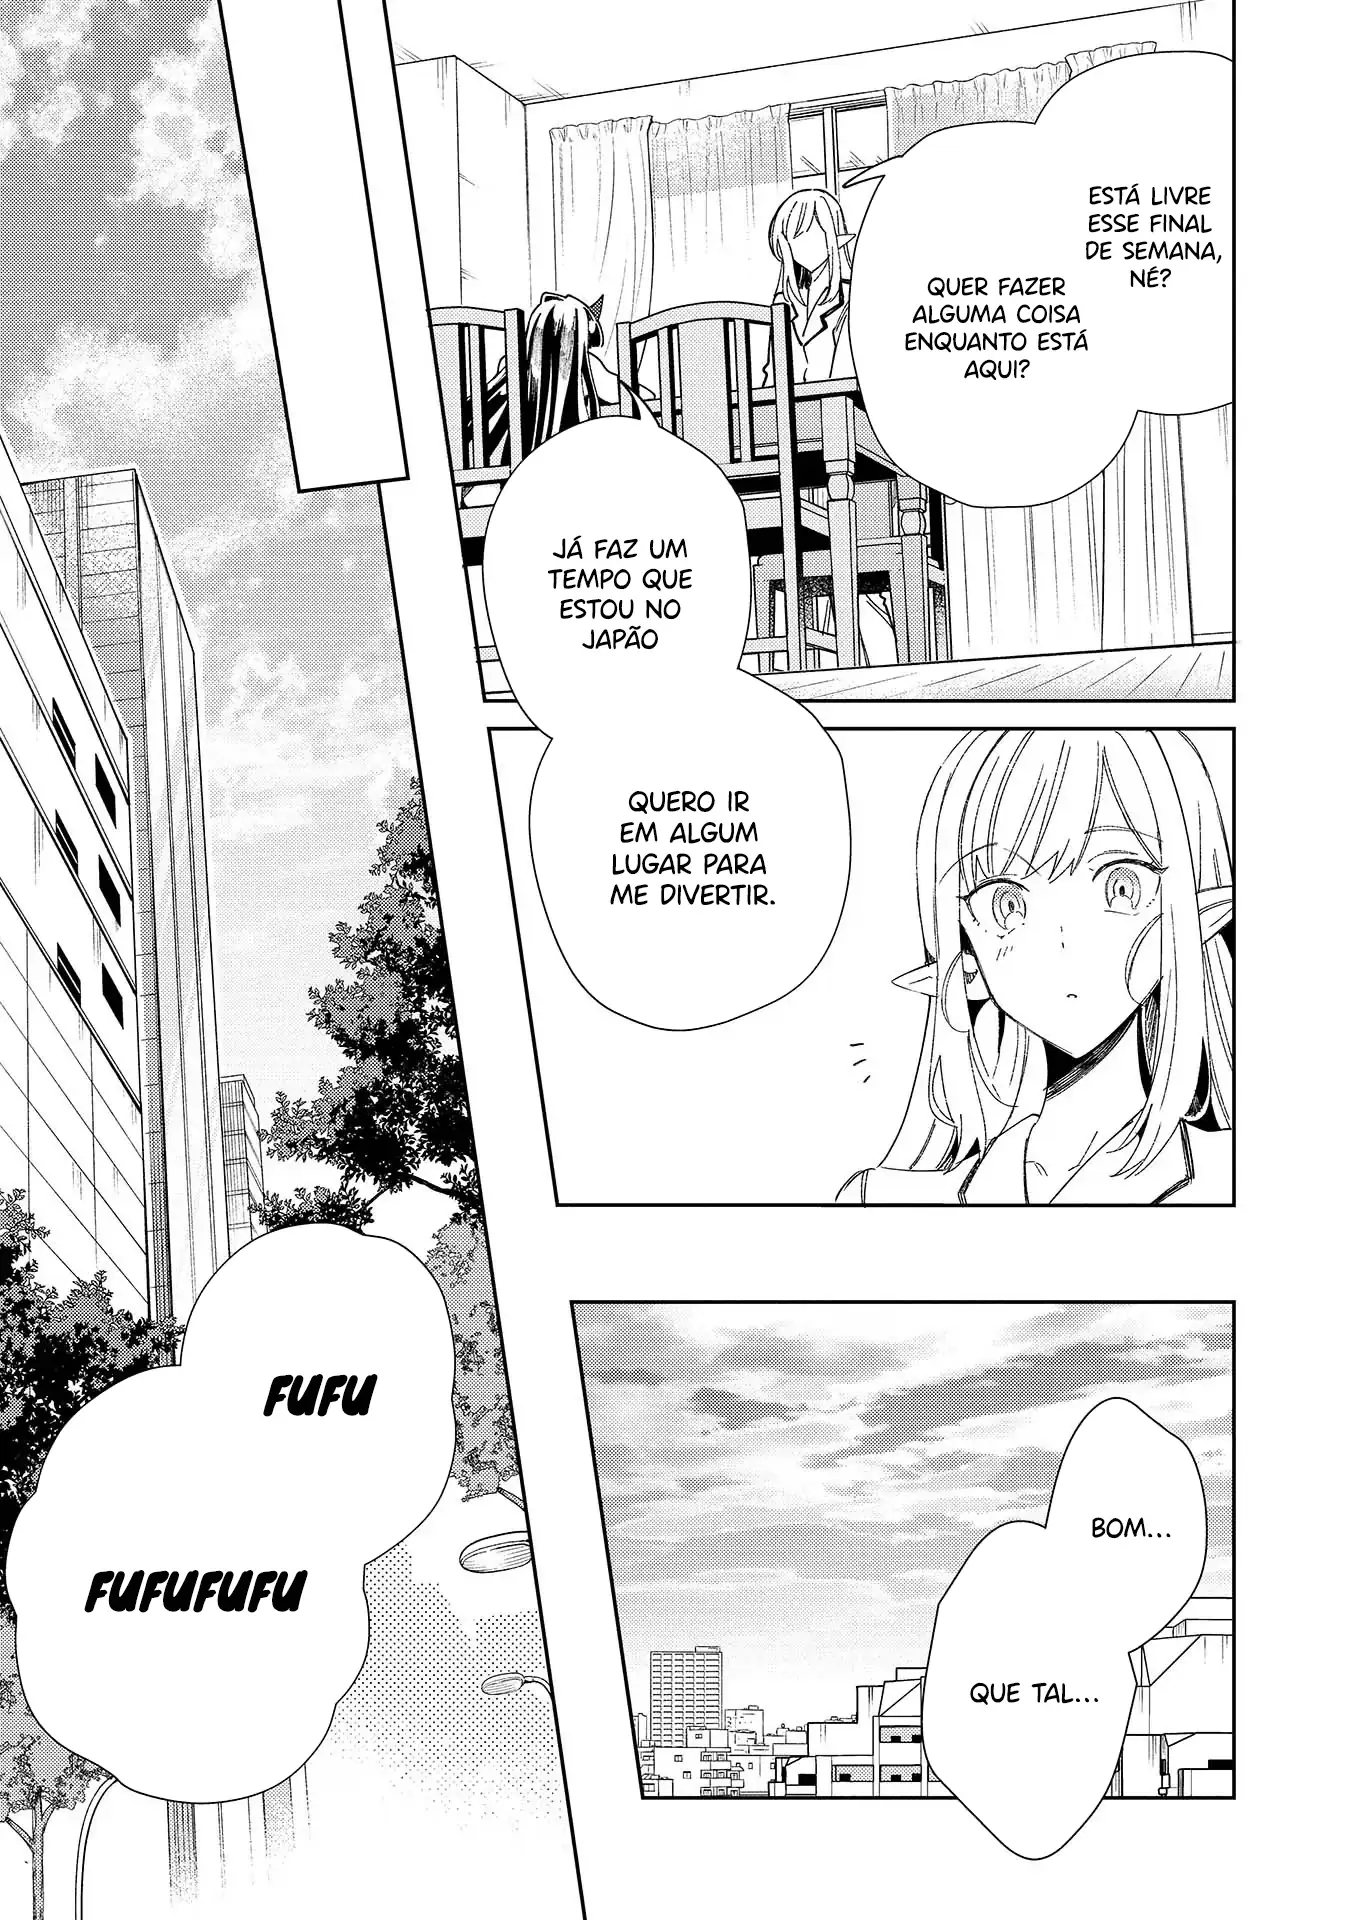 ESTÁ LIVRE
ESSE FINAL
DE SEMANA,
NÉ?
QUER FAZER
ALGUMA COISA
ENQUANTO ESTÁ
AQUI?
JÁ FAZ UM
TEMPO QUE
ESTOU NO
JAPÃO
QUERO IR
EM ALGUM
LUGAR PARA
ME DIVERTIR.
BOM...
QUE TAL...
FUFU
FUFUFUFU